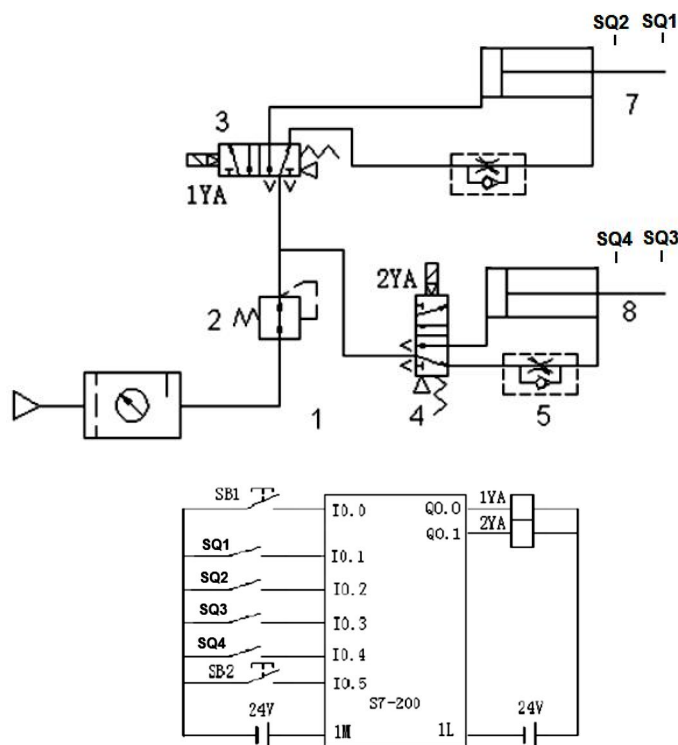 SQ2 SQ1
7
3
1YA
SQ4 SQ3
2YA
8
2
1
4
5
SB1
I0.0
Q0.0
1YA
Q0.1
2YA
SQ1
I0.1
SQ2
I0.2
SQ3
I0.3
SQ4
I0.4
SB2
I0.5
S7-200
24V
1M
1L
24V